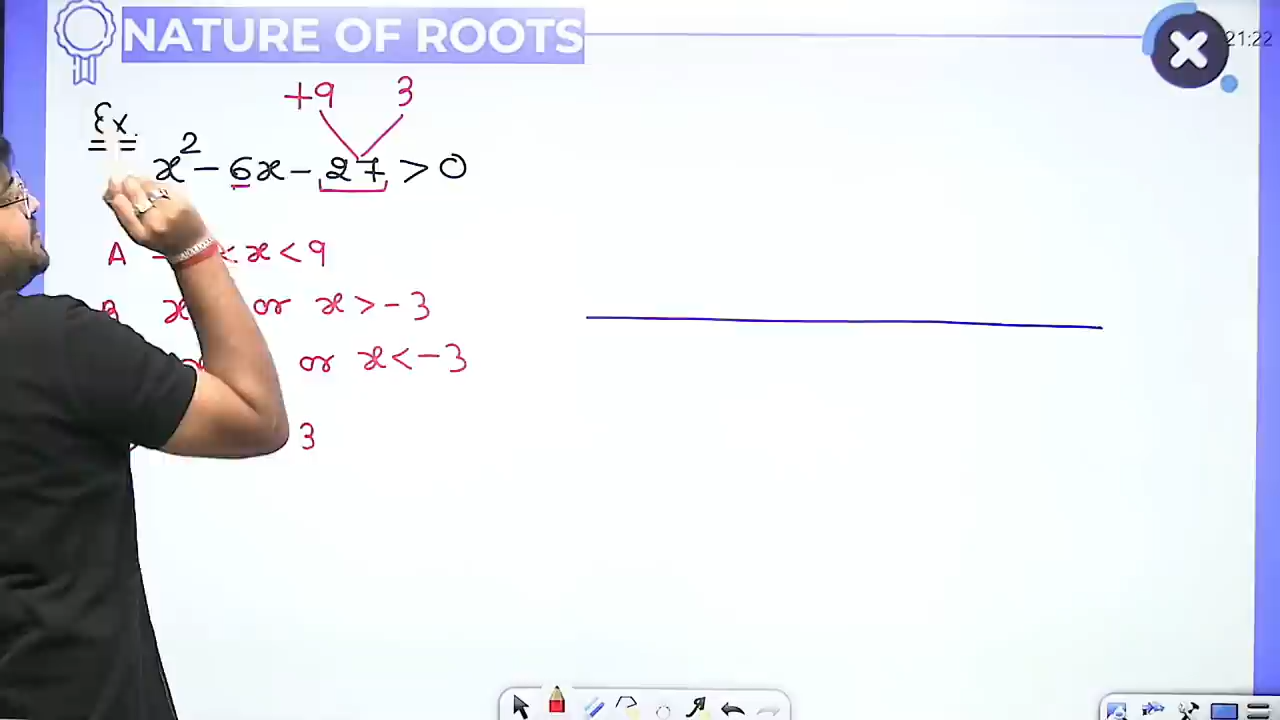 NATURE OF ROOTS
21:22
+9 3
Ex.
x² - 6x - 27 > 0
A - < x < 9
x or x > - 3
or x < - 3
3